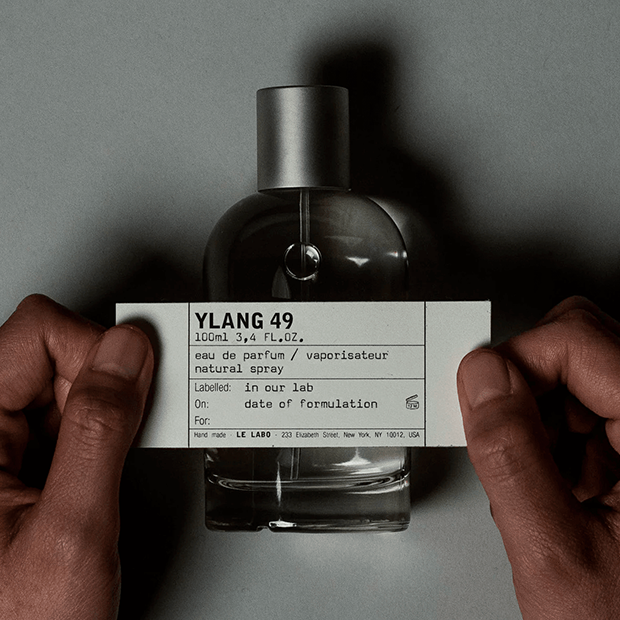 YLANG 49
100ml 3,4 FL.OZ.
eau de parfum / vaporisateur
natural spray
Labelled: in our lab
On: date of formulation
For:
Hand made - LE LABO - 233 Elizabeth Street, New York, NY 10012, USA